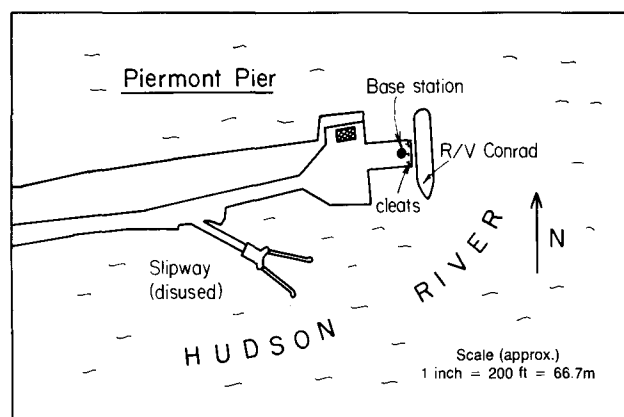 Piermont Pier
Base station
R/V Conrad
cleats
N
Slipway
(disused)
HUDSON RIVER
Scale (approx.)
1 inch = 200 ft = 66.7m